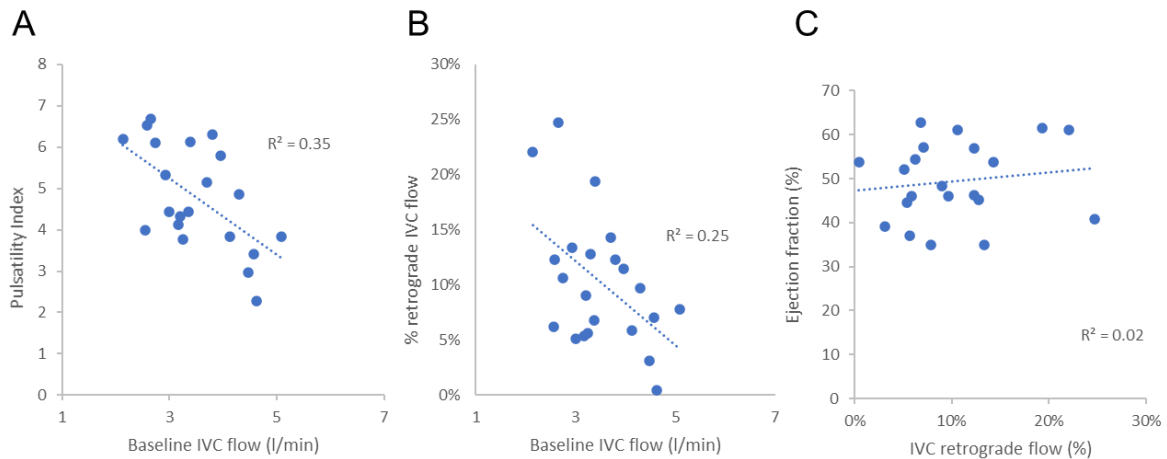 A
Pulsatility Index
8
7
6
5
4
3
2
1
0
R² = 0.35
1 3 5 7
Baseline IVC flow (l/min)
B
% retrograde IVC flow
30%
25%
20%
15%
10%
5%
0%
R² = 0.25
1 3 5 7
Baseline IVC flow (l/min)
C
Ejection fraction (%)
70
60
50
40
30
20
10
0
R² = 0.02
0% 10% 20% 30%
IVC retrograde flow (%)